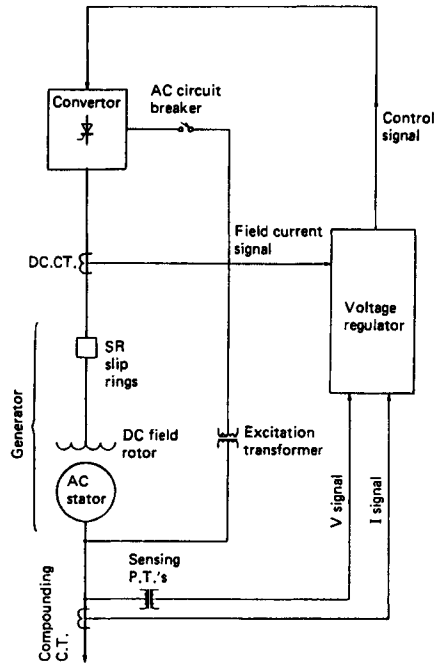 Convertor
AC circuit
breaker
Control
signal
Field current
signal
DC.CT.
Voltage
regulator
SR
slip
rings
Generator
DC field
rotor
Excitation
transformer
AC
stator
V signal
I signal
Sensing
P.T.'s
Compounding
C.T.